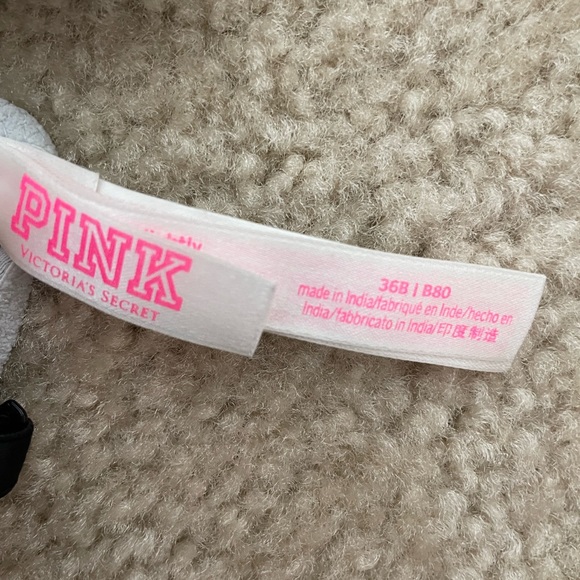 PINK
VICTORIA'S SECRET
36B | B80
made in India/fabriqué en Inde/hecho en
India/fabbricato in India/印度制造